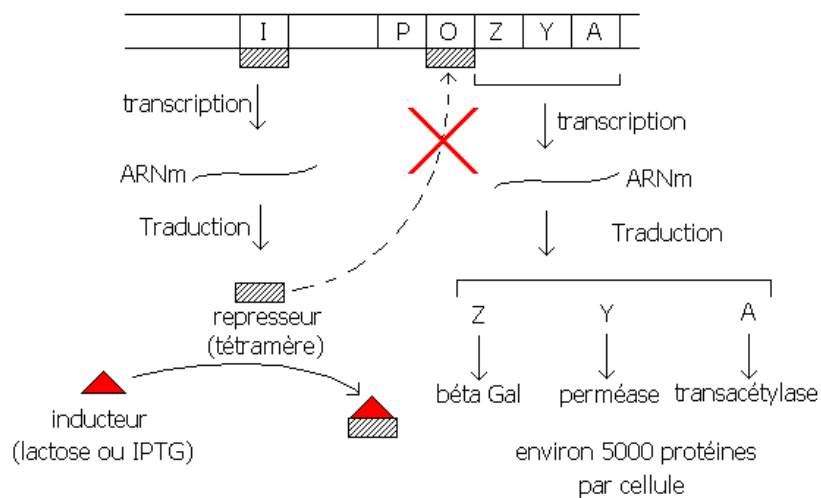 I P O Z Y A
transcription
transcription
ARNm
ARNm
Traduction
Traduction
represseur
(tétramère)
Z Y A
béta Gal perméase transacétylase
inducteur
(lactose ou IPTG)
environ 5000 protéines
par cellule